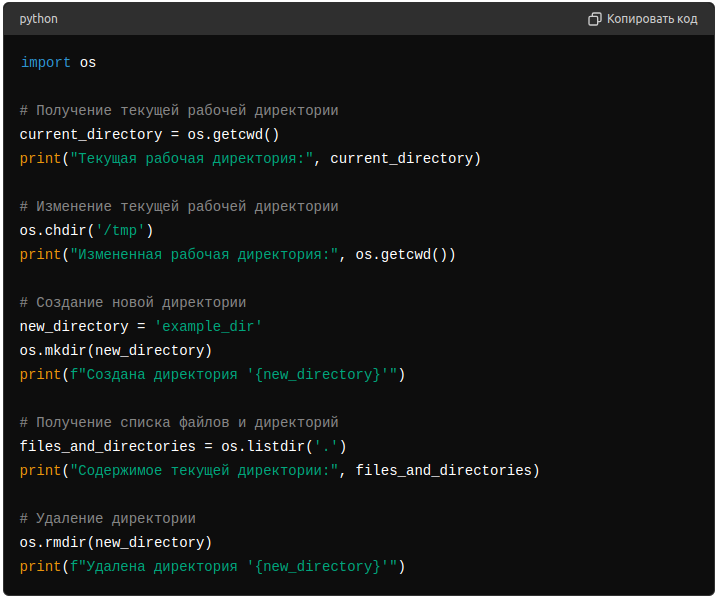 python
Копировать код
import os
# Получение текущей рабочей директории
current_directory = os.getcwd()
print("Текущая рабочая директория:", current_directory)
# Изменение текущей рабочей директории
os.chdir('/tmp')
print("Измененная рабочая директория:", os.getcwd())
# Создание новой директории
new_directory = 'example_dir'
os.mkdir(new_directory)
print(f"Создана директория '{new_directory}'")
# Получение списка файлов и директорий
files_and_directories = os.listdir('.')
print("Содержимое текущей директории:", files_and_directories)
# Удаление директории
os.rmdir(new_directory)
print(f"Удалена директория '{new_directory}'")